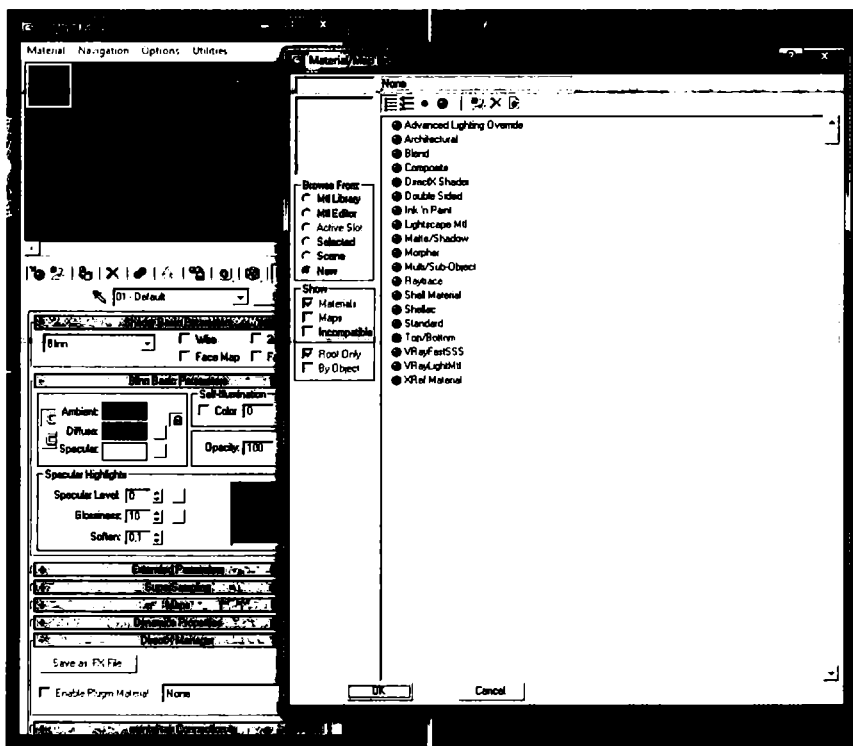 Material Navigation Options Utilities
01 - Default
Blinn
Wire
Face Map
Blinn Basic Parameters
Self-Illumination
Ambient:
Diffuse:
Specular:
Color 0
Opacity: 100
Specular Highlights
Specular Level: 0
Glossiness: 10
Soften: 0.1
Extended Parameters
SuperSampling
Maps
Dynamics Properties
DirectX Manager
Save as .FX File
Enable Plugin Material None
Material/Map
None
Browse From:
Mtl Library
Mtl Editor
Active Slot
Selected
Scene
New
Show
Materials
Maps
Incompatible
Root Only
By Object
Advanced Lighting Override
Architectural
Blend
Composite
DirectX Shader
Double Sided
Ink 'n Paint
Lightscape Mtl
Matte/Shadow
Morpher
Multi/Sub-Object
Raytrace
Shell Material
Shellac
Standard
Top/Bottom
VRayFastSSS
VRayLightMtl
XRef Material
OK
Cancel